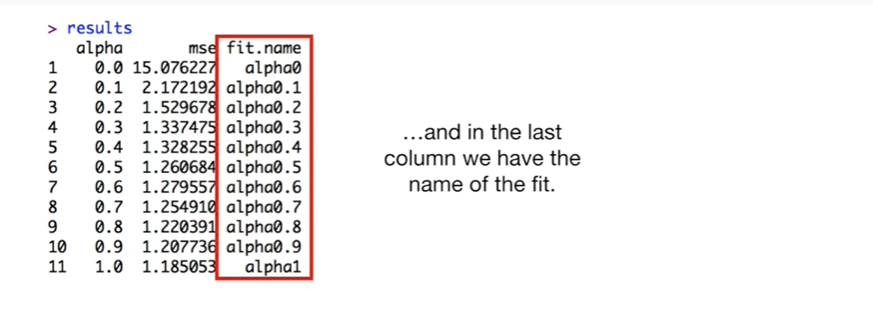 > results
alpha mse fit.name
1 0.0 15.076227 alpha0
2 0.1 2.172192 alpha0.1
3 0.2 1.529678 alpha0.2
4 0.3 1.337475 alpha0.3
5 0.4 1.328255 alpha0.4
6 0.5 1.260684 alpha0.5
7 0.6 1.279557 alpha0.6
8 0.7 1.254910 alpha0.7
9 0.8 1.220391 alpha0.8
10 0.9 1.207736 alpha0.9
11 1.0 1.185053 alpha1
...and in the last
column we have the
name of the fit.